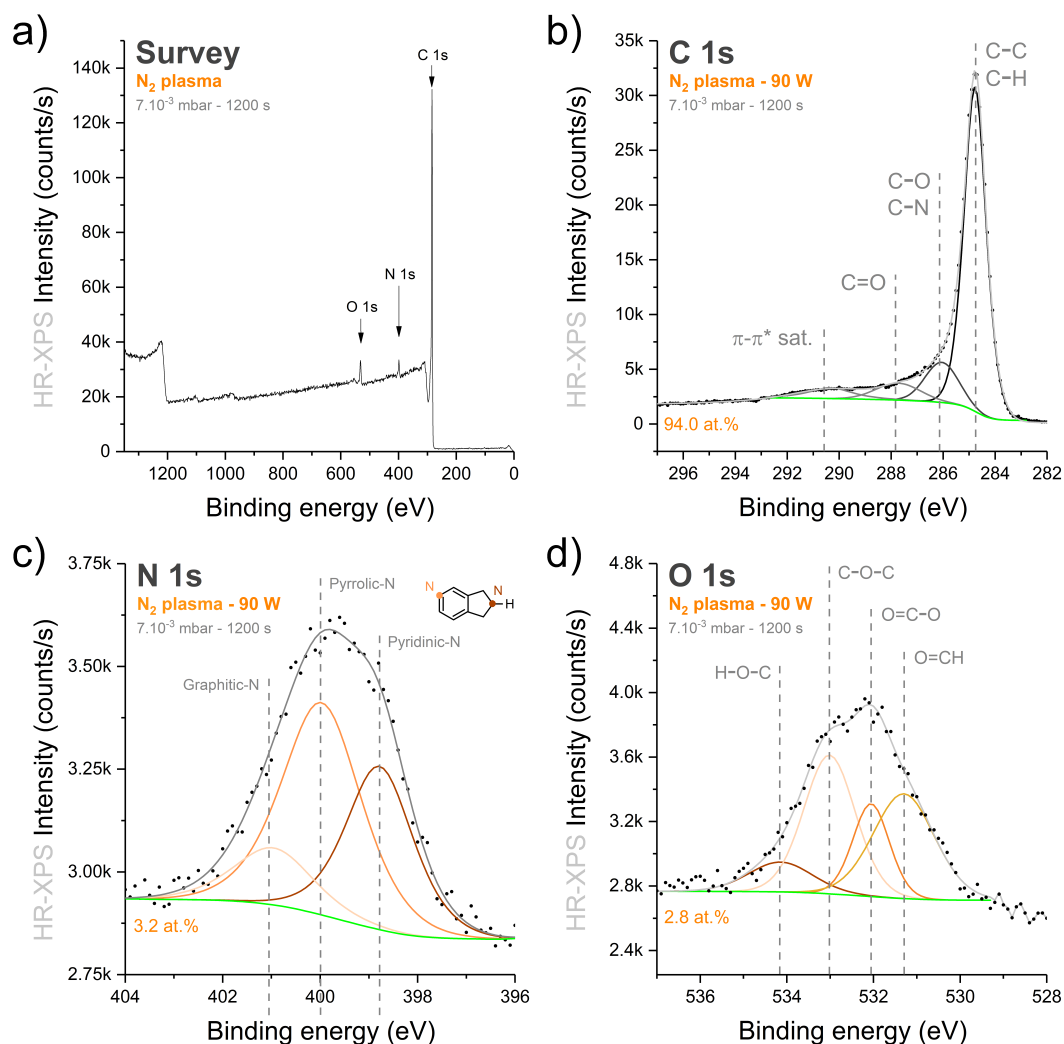 a)
Survey
N₂ plasma
7.10⁻³ mbar - 1200 s
C 1s
N 1s
O 1s
140k
120k
100k
80k
60k
40k
20k
0
1200 1000 800 600 400 200 0
HR-XPS Intensity (counts/s)
Binding energy (eV)
b)
C 1s
N₂ plasma - 90 W
7.10⁻³ mbar - 1200 s
C–C
C–H
C–O
C–N
C=O
π-π* sat.
94.0 at.%
35k
30k
25k
20k
15k
10k
5k
0
296 294 292 290 288 286 284 282
HR-XPS Intensity (counts/s)
Binding energy (eV)
c)
N 1s
N₂ plasma - 90 W
7.10⁻³ mbar - 1200 s
Pyrrolic-N
Pyridinic-N
Graphitic-N
N
N
H
3.2 at.%
3.75k
3.50k
3.25k
3.00k
2.75k
404 402 400 398 396
HR-XPS Intensity (counts/s)
Binding energy (eV)
d)
O 1s
N₂ plasma - 90 W
7.10⁻³ mbar - 1200 s
C–O–C
O=C–O
O=CH
H–O–C
2.8 at.%
4.8k
4.4k
4.0k
3.6k
3.2k
2.8k
2.4k
536 534 532 530 528
HR-XPS Intensity (counts/s)
Binding energy (eV)